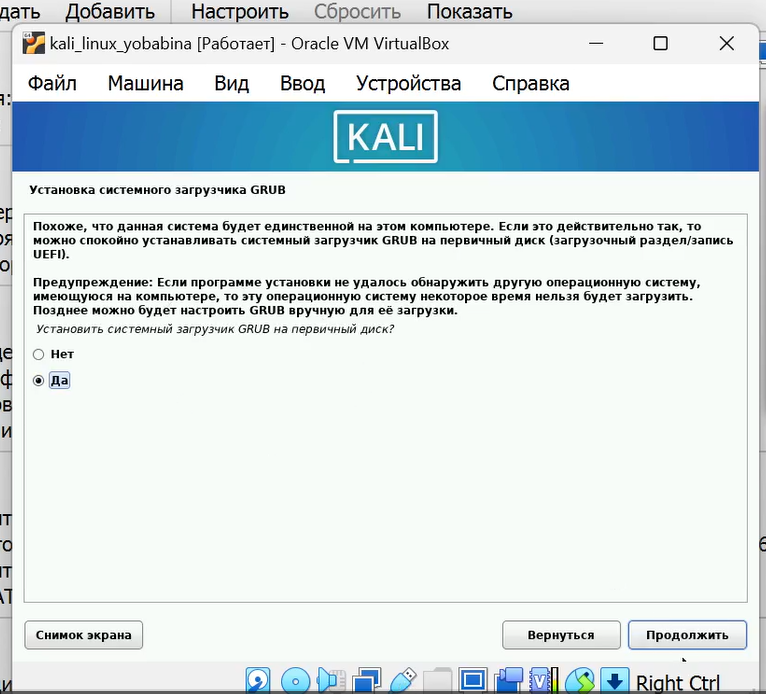 Добавить Настроить Сбросить Показать
kali_linux_yobabina [Работает] - Oracle VM VirtualBox
Файл Машина Вид Ввод Устройства Справка
KALI
Установка системного загрузчика GRUB
Похоже, что данная система будет единственной на этом компьютере. Если это действительно так, то
можно спокойно устанавливать системный загрузчик GRUB на первичный диск (загрузочный раздел/запись
UEFI).
Предупреждение: Если программе установки не удалось обнаружить другую операционную систему,
имеющуюся на компьютере, то эту операционную систему некоторое время нельзя будет загрузить.
Позднее можно будет настроить GRUB вручную для её загрузки.
Установить системный загрузчик GRUB на первичный диск?
Нет
Да
Снимок экрана Вернуться Продолжить
Right Ctrl